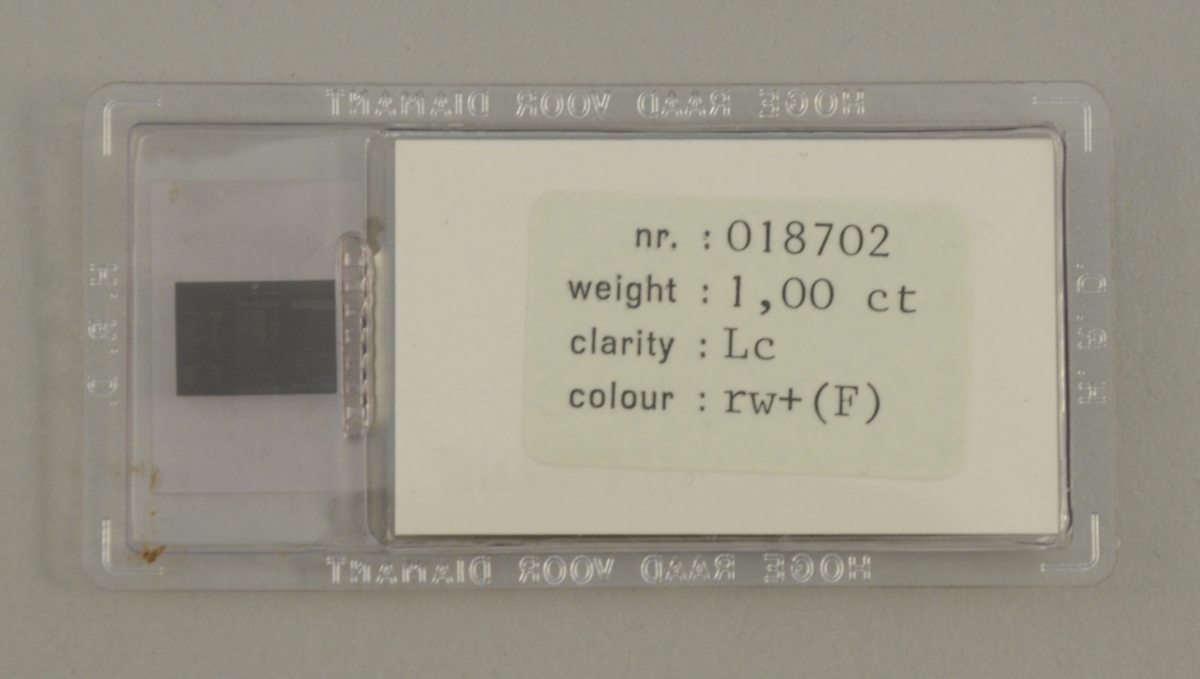 HOGE RAAD VOOR DIAMANT
nr. : 018702
weight : 1,00 ct
clarity : Lc
colour : rw+(F)
H.R.D.
H.R.D.
HOGE RAAD VOOR DIAMANT